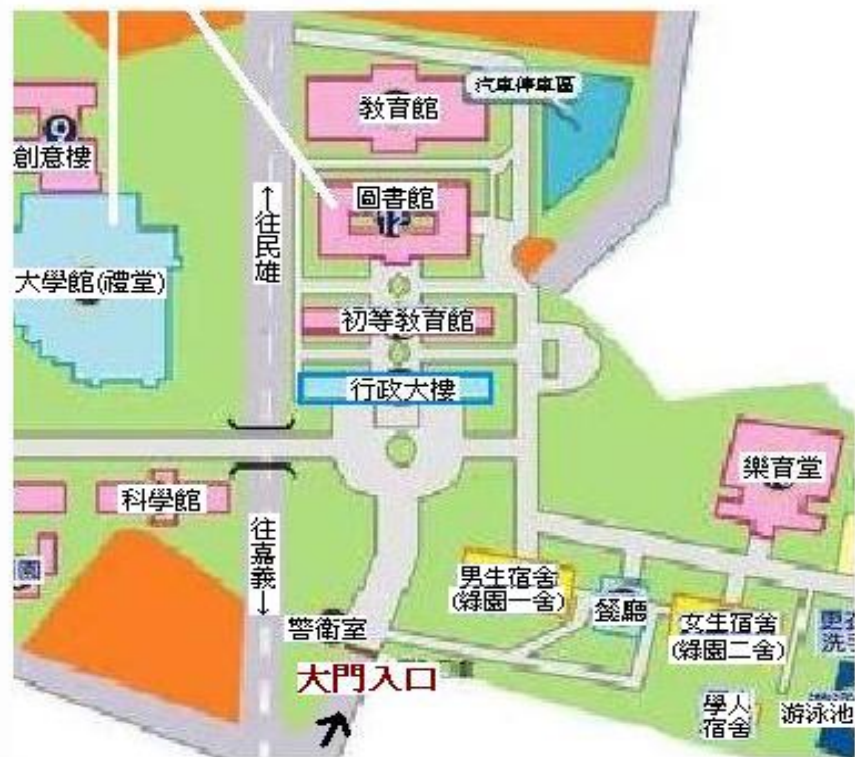 汽車停車區
教育館
9
創意樓
圖書館
↑往民雄
大學館(禮堂)
初等教育館
行政大樓
樂育堂
科學館
往嘉義↓
園
男生宿舍
(綠園一舍)
餐廳
女生宿舍
(綠園二舍)
警衛室
大門入口
學人
宿舍
游泳池